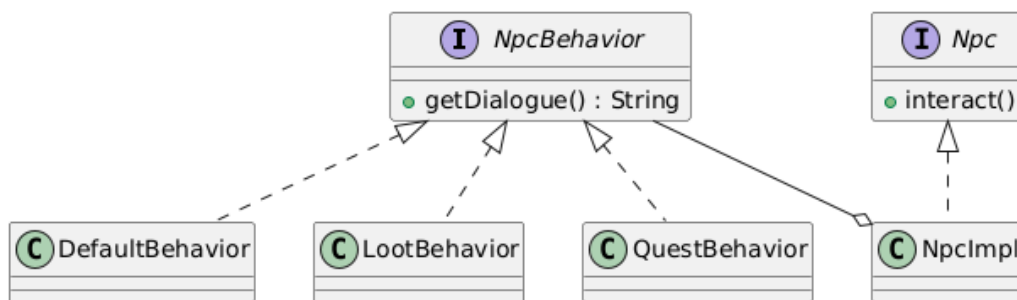 I NpcBehavior
I Npc
+ getDialogue() : String
interact()
C DefaultBehavior
C LootBehavior
C QuestBehavior
C NpcImpl